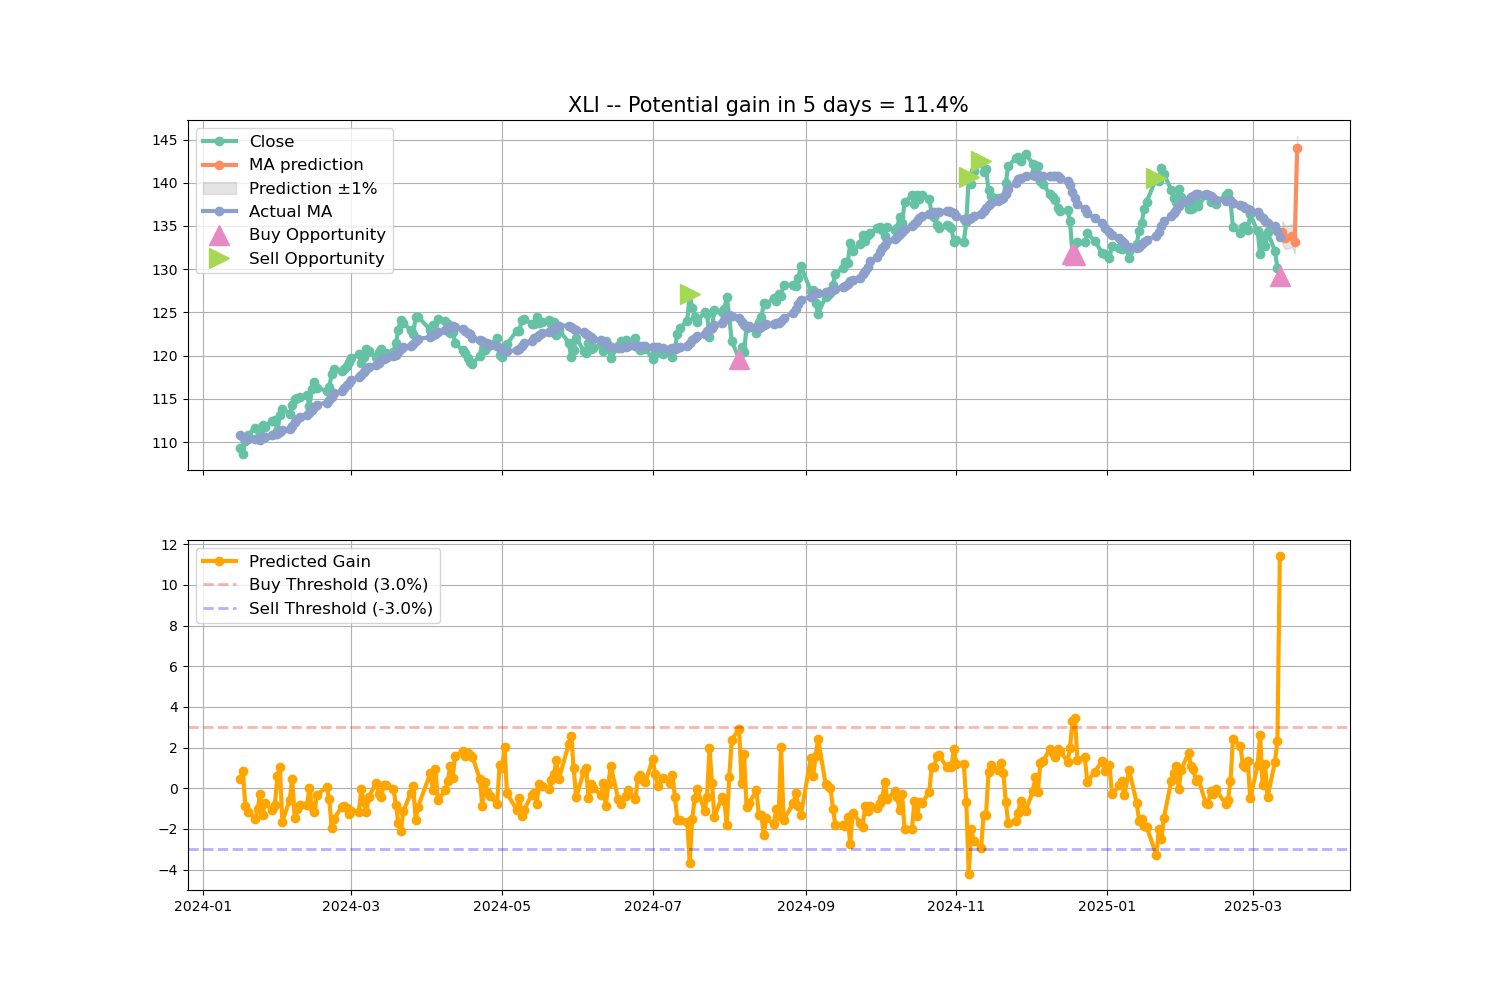 XLI -- Potential gain in 5 days = 11.4%
145
140
135
130
125
120
115
110
Close
MA prediction
Prediction ±1%
Actual MA
Buy Opportunity
Sell Opportunity
12
10
8
6
4
2
0
−2
−4
Predicted Gain
Buy Threshold (3.0%)
Sell Threshold (-3.0%)
2024-01
2024-03
2024-05
2024-07
2024-09
2024-11
2025-01
2025-03